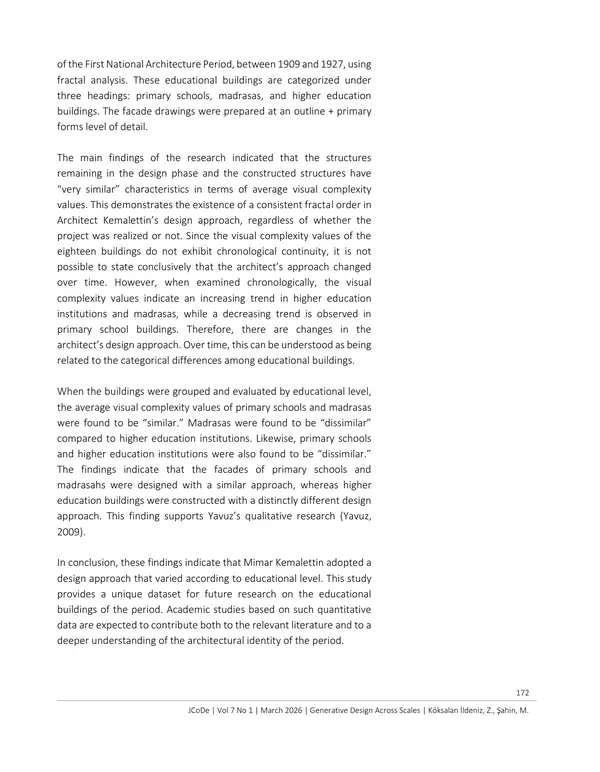 of the First National Architecture Period, between 1909 and 1927, using
fractal analysis. These educational buildings are categorized under
three headings: primary schools, madrasas, and higher education
buildings. The facade drawings were prepared at an outline + primary
forms level of detail.
The main findings of the research indicated that the structures
remaining in the design phase and the constructed structures have
“very similar” characteristics in terms of average visual complexity
values. This demonstrates the existence of a consistent fractal order in
Architect Kemalettin’s design approach, regardless of whether the
project was realized or not. Since the visual complexity values of the
eighteen buildings do not exhibit chronological continuity, it is not
possible to state conclusively that the architect’s approach changed
over time. However, when examined chronologically, the visual
complexity values indicate an increasing trend in higher education
institutions and madrasas, while a decreasing trend is observed in
primary school buildings. Therefore, there are changes in the
architect’s design approach. Over time, this can be understood as being
related to the categorical differences among educational buildings.
When the buildings were grouped and evaluated by educational level,
the average visual complexity values of primary schools and madrasas
were found to be “similar.” Madrasas were found to be “dissimilar”
compared to higher education institutions. Likewise, primary schools
and higher education institutions were also found to be “dissimilar.”
The findings indicate that the facades of primary schools and
madrasahs were designed with a similar approach, whereas higher
education buildings were constructed with a distinctly different design
approach. This finding supports Yavuz’s qualitative research (Yavuz,
2009).
In conclusion, these findings indicate that Mimar Kemalettin adopted a
design approach that varied according to educational level. This study
provides a unique dataset for future research on the educational
buildings of the period. Academic studies based on such quantitative
data are expected to contribute both to the relevant literature and to a
deeper understanding of the architectural identity of the period.
172
JCoDe | Vol 7 No 1 | March 2026 | Generative Design Across Scales | Köksalan İldeniz, Z., Şahin, M.